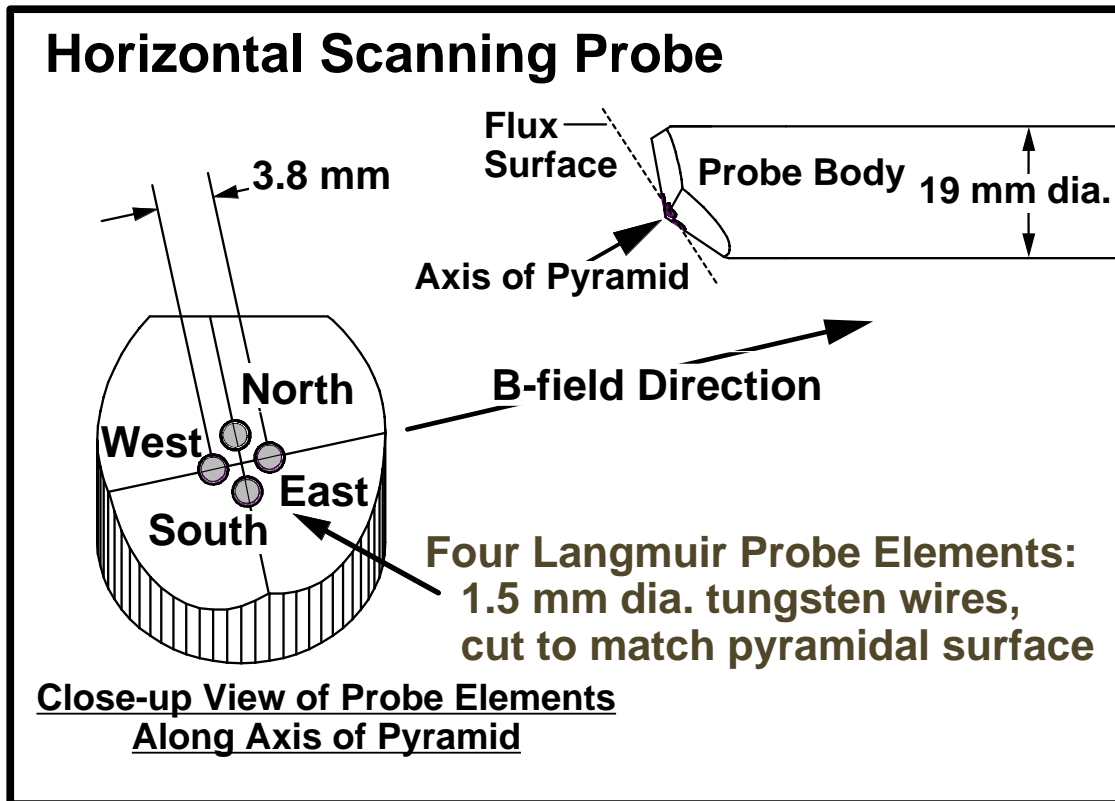 Horizontal Scanning Probe
Flux
Surface
3.8 mm
Probe Body
19 mm dia.
Axis of Pyramid
B-field Direction
North
West
East
South
Four Langmuir Probe Elements:
1.5 mm dia. tungsten wires,
cut to match pyramidal surface
Close-up View of Probe Elements
Along Axis of Pyramid